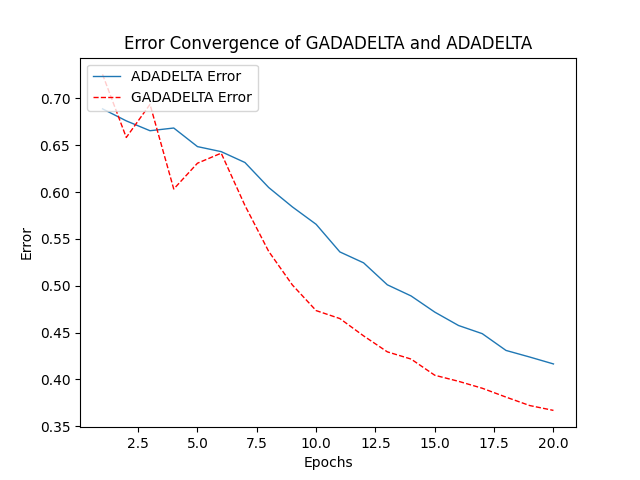 Error Convergence of GADADELTA and ADADELTA
ADADELTA Error
GADADELTA Error
0.70
0.65
0.60
0.55
0.50
0.45
0.40
0.35
Error
2.5 5.0 7.5 10.0 12.5 15.0 17.5 20.0
Epochs